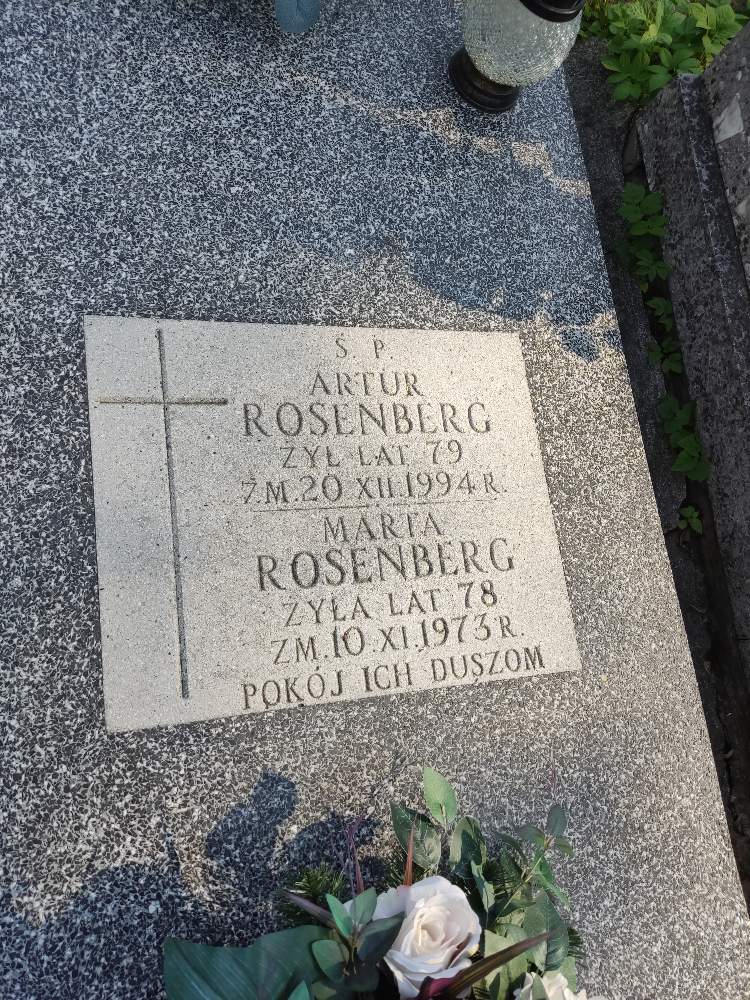 Ś. P.
ARTUR
ROSENBERG
ŻYŁ LAT 79
ZM. 20 XII 1994 R.
MARTA
ROSENBERG
ŻYŁA LAT 78
ZM. 10. XI. 1973 R.
POKÓJ ICH DUSZOM